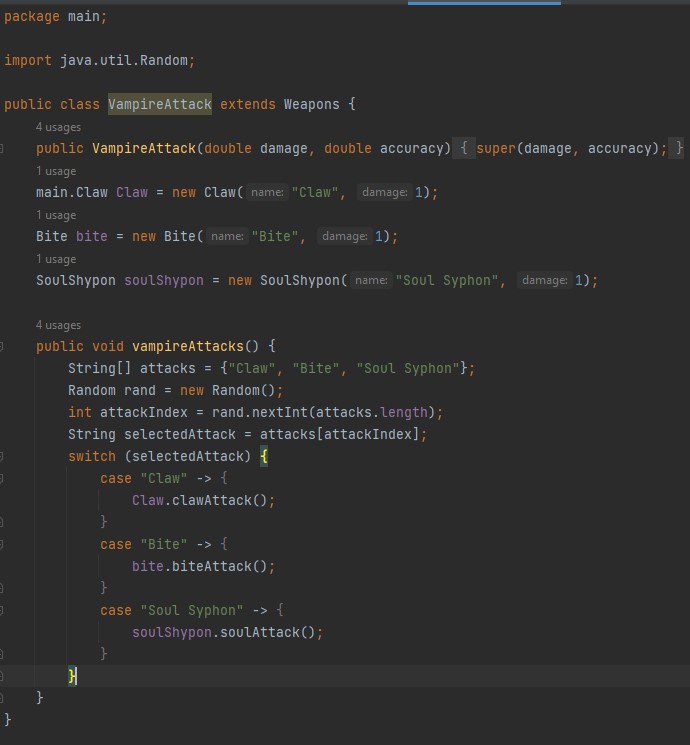 package main;
import java.util.Random;
public class VampireAttack extends Weapons {
4 usages
public VampireAttack(double damage, double accuracy) { super(damage, accuracy); }
1 usage
main.Claw Claw = new Claw( name: "Claw", damage: 1);
1 usage
Bite bite = new Bite( name: "Bite", damage: 1);
1 usage
SoulShypon soulShypon = new SoulShypon( name: "Soul Syphon", damage: 1);
4 usages
public void vampireAttacks() {
String[] attacks = {"Claw", "Bite", "Soul Syphon"};
Random rand = new Random();
int attackIndex = rand.nextInt(attacks.length);
String selectedAttack = attacks[attackIndex];
switch (selectedAttack) {
case "Claw" -> {
Claw.clawAttack();
}
case "Bite" -> {
bite.biteAttack();
}
case "Soul Syphon" -> {
soulShypon.soulAttack();
}
}
}
}